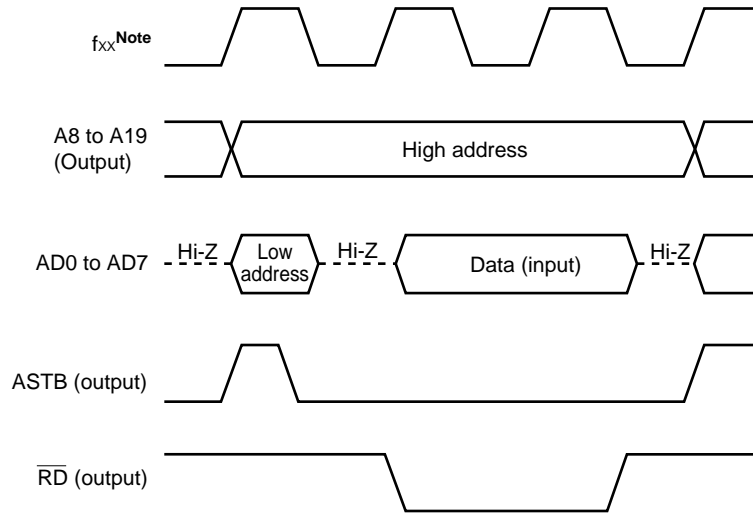 fxxNote
A8 to A19
(Output)
High address
AD0 to AD7
Hi-Z
Low
address
Hi-Z
Data (input)
Hi-Z
ASTB (output)
RD (output)